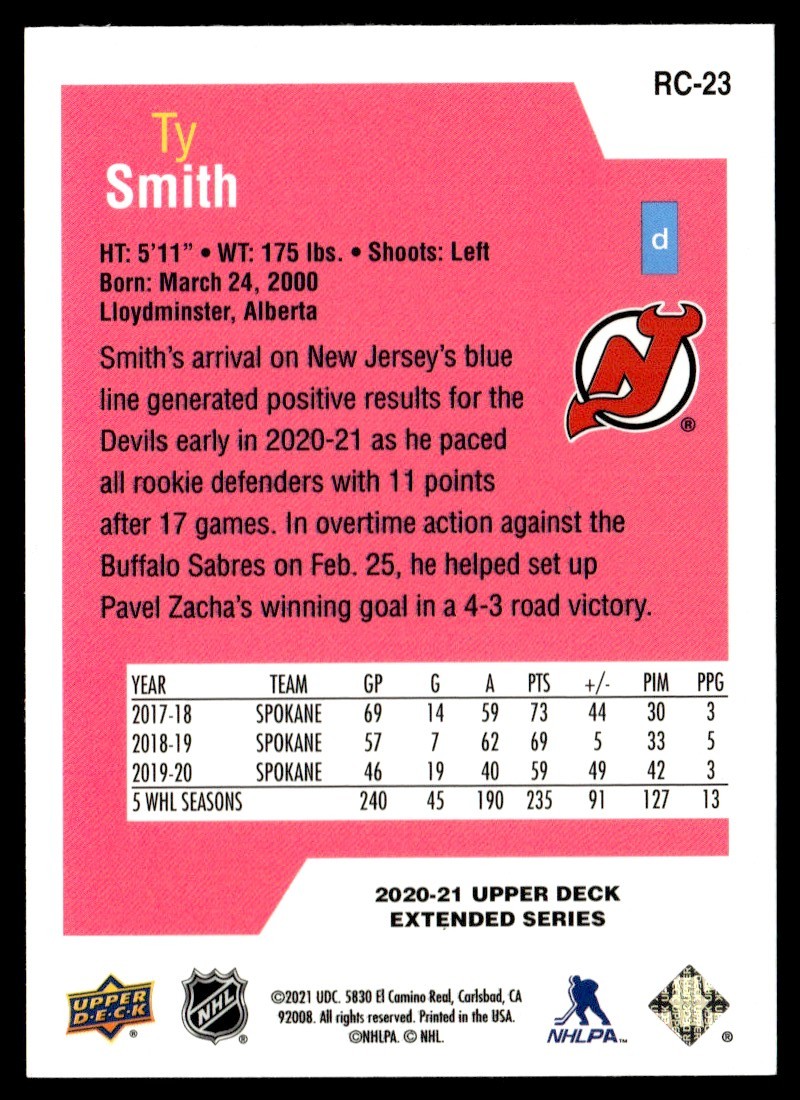 RC-23
Ty
Smith
d
HT: 5'11" • WT: 175 lbs. • Shoots: Left
Born: March 24, 2000
Lloydminster, Alberta
Smith's arrival on New Jersey's blue
line generated positive results for the
Devils early in 2020-21 as he paced
all rookie defenders with 11 points
after 17 games. In overtime action against the
Buffalo Sabres on Feb. 25, he helped set up
Pavel Zacha's winning goal in a 4-3 road victory.
NJ ®
YEAR TEAM GP G A PTS +/- PIM PPG
2017-18 SPOKANE 69 14 59 73 44 30 3
2018-19 SPOKANE 57 7 62 69 5 33 5
2019-20 SPOKANE 46 19 40 59 49 42 3
5 WHL SEASONS 240 45 190 235 91 127 13
2020-21 UPPER DECK
EXTENDED SERIES
UPPER
D·E·C·K ®
NHL ®
©2021 UDC. 5830 El Camino Real, Carlsbad, CA
92008. All rights reserved. Printed in the USA.
©NHLPA. © NHL.
NHLPA™
®